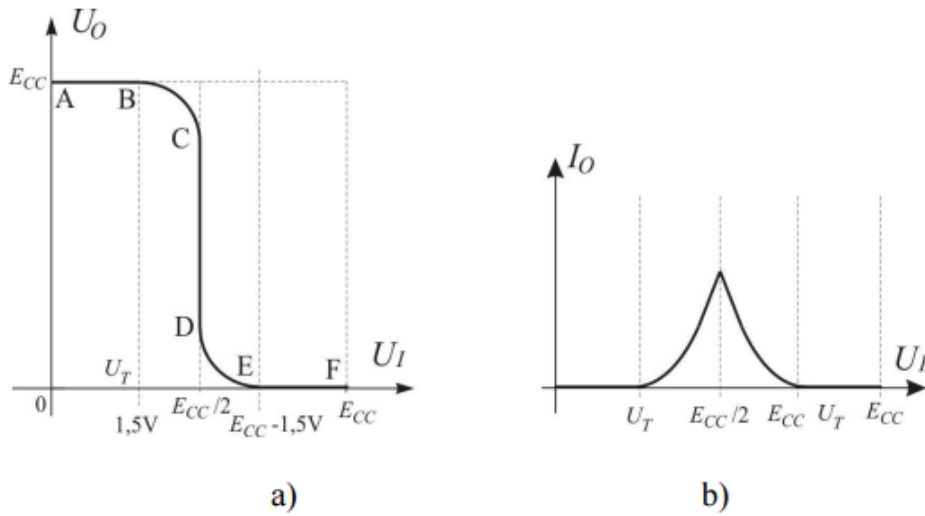 U_O
E_CC
A
B
C
D
E
F
U_I
U_T
0
1,5V
E_CC/2
E_CC-1,5V
E_CC
a)
I_O
U_I
U_T
E_CC/2
E_CC
U_T
E_CC
b)